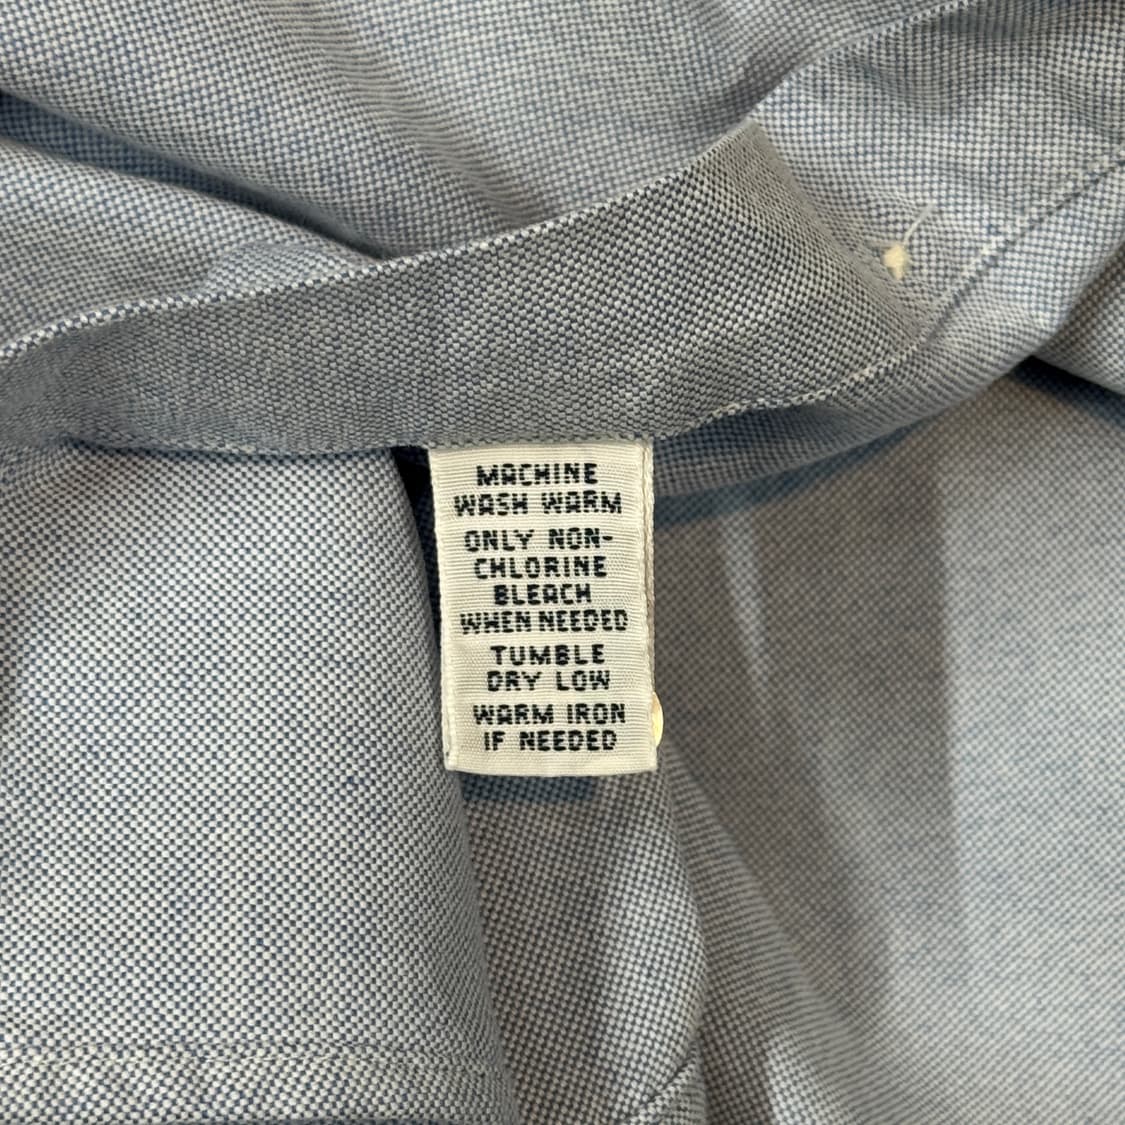 MACHINE
WASH WARM
ONLY NON-
CHLORINE
BLEACH
WHEN NEEDED
TUMBLE
DRY LOW
WARM IRON
IF NEEDED